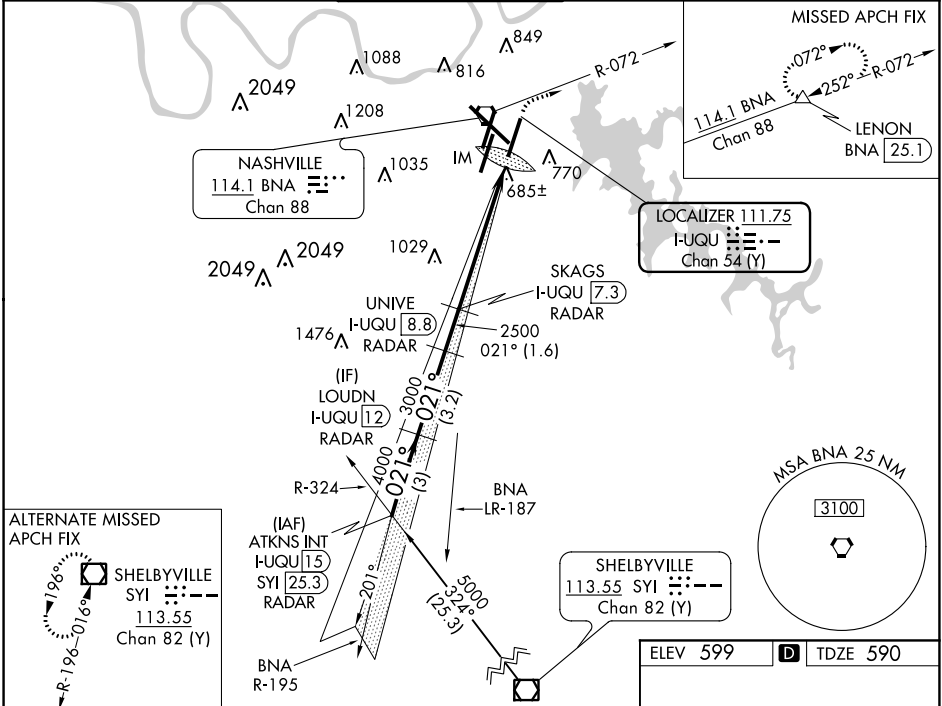 MISSED APCH FIX
072°
252°
R-072
114.1 BNA
Chan 88
LENON
BNA 25.1
849
1088
816
R-072
2049
1208
NASHVILLE
114.1 BNA
Chan 88
1035
IM
770
685±
LOCALIZER 111.75
I-UQU
Chan 54 (Y)
2049
2049
1029
SKAGS
I-UQU 7.3
RADAR
UNIVE
I-UQU 8.8
RADAR
2500
021° (1.6)
1476
(IF)
LOUDN
I-UQU 12
RADAR
3000
021°
(3.2)
4000
021°
(3)
R-324
BNA
LR-187
(IAF)
ATKNS INT
I-UQU 15
SYI 25.3
RADAR
201°
BNA
R-195
5000
324°
(25.3)
SHELBYVILLE
113.55 SYI
Chan 82 (Y)
MSA BNA 25 NM
3100
ALTERNATE MISSED
APCH FIX
196°
SHELBYVILLE
SYI
113.55
Chan 82 (Y)
R-196
016°
ELEV 599
D
TDZE 590